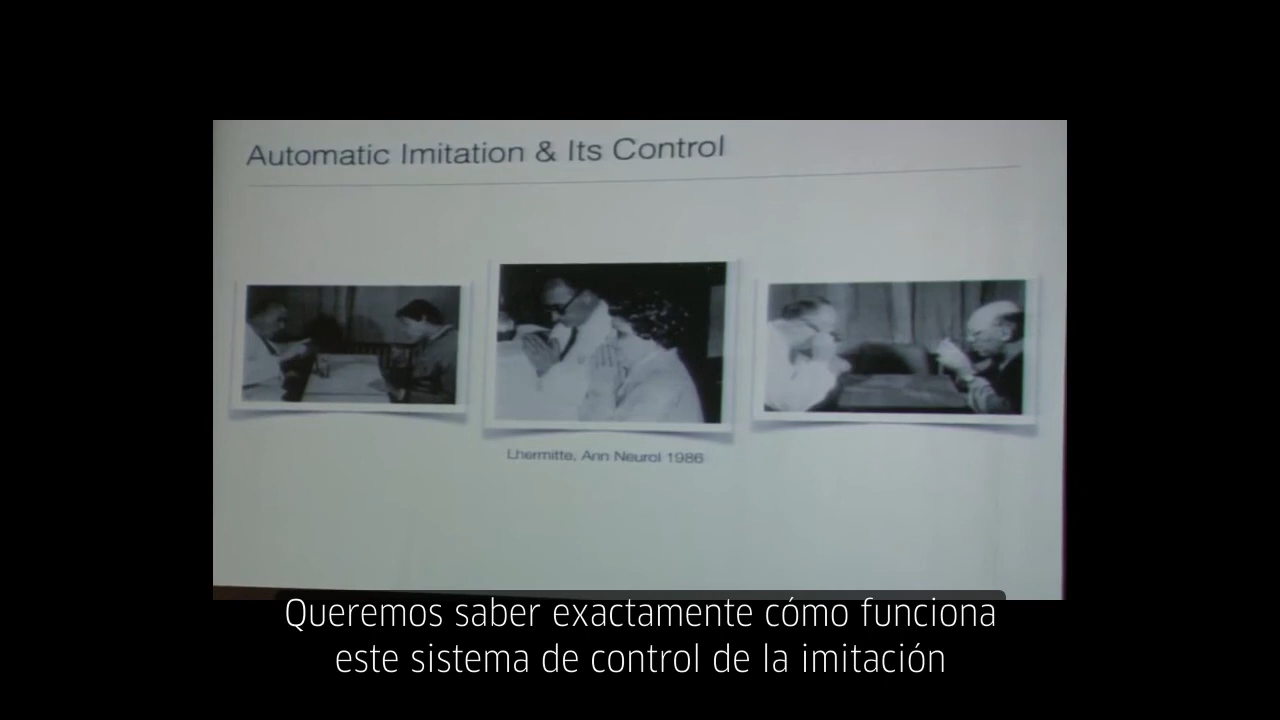 Automatic Imitation & Its Control
Lhermitte, Ann Neurol 1986
Queremos saber exactamente cómo funciona
este sistema de control de la imitación